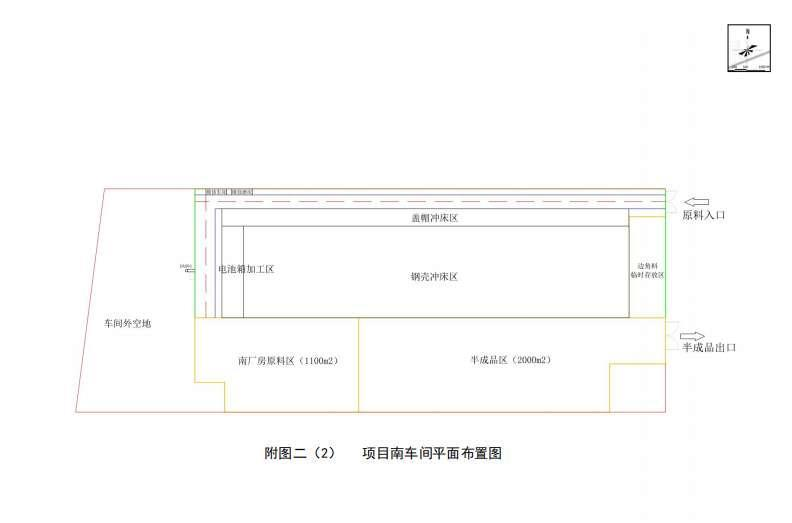 N
原料入口
盖帽冲床区
边角料
临时存放区
电池箱加工区
钢壳冲床区
车间外空地
半成品出口
南厂房原料区（1100m2）
半成品区（2000m2）
附图二（2） 项目南车间平面布置图